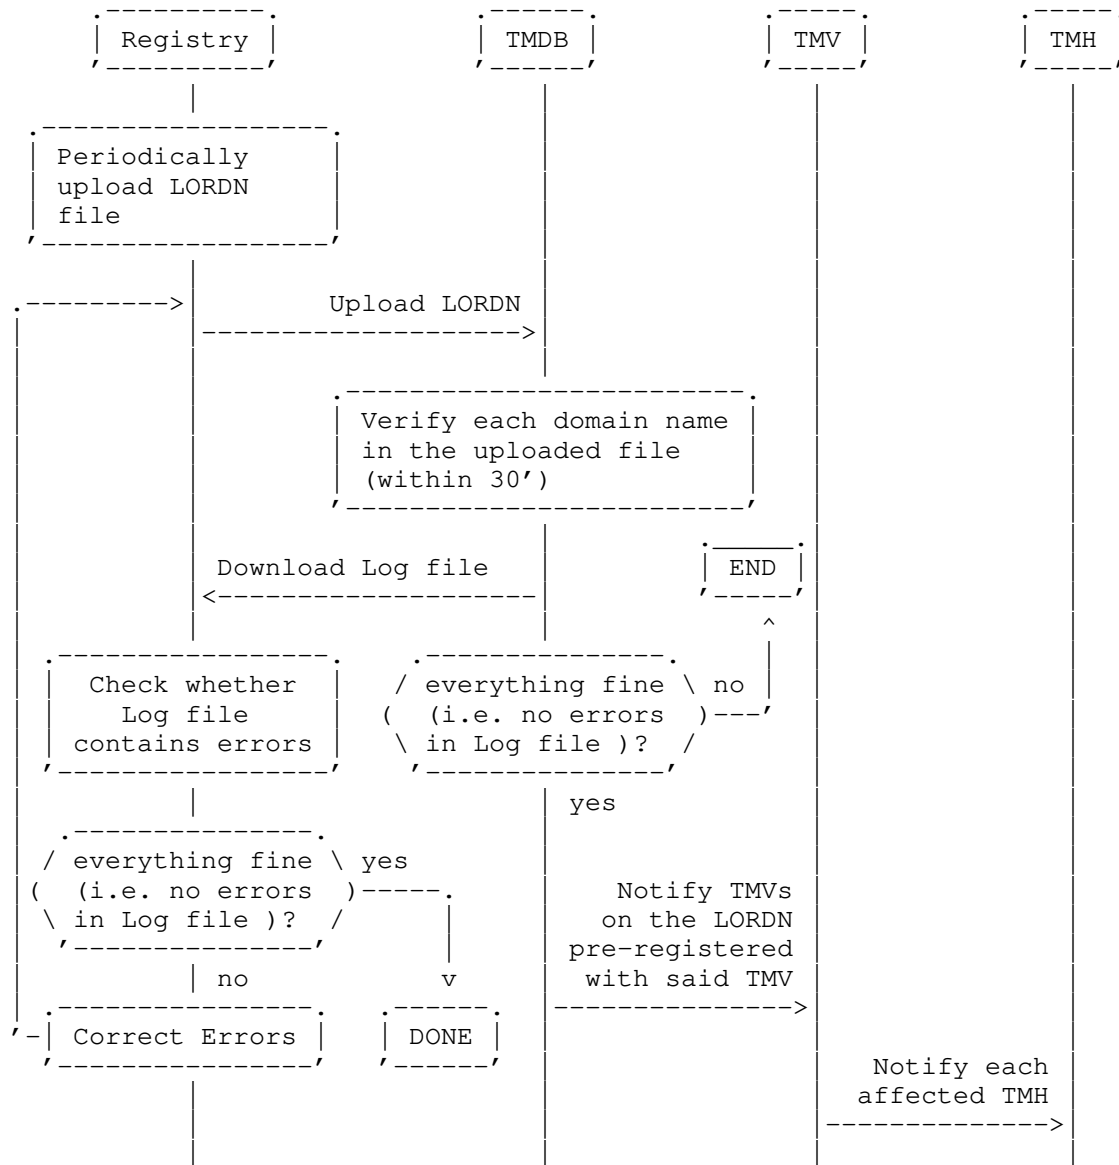 Registry TMDB TMV TMH
Periodically
upload LORDN
file
Upload LORDN
Verify each domain name
in the uploaded file
(within 30')
Download Log file
END
Check whether
Log file
contains errors
everything fine
(i.e. no errors
in Log file )?
no
yes
everything fine
(i.e. no errors
in Log file )?
yes
no
Correct Errors
DONE
Notify TMVs
on the LORDN
pre-registered
with said TMV
Notify each
affected TMH